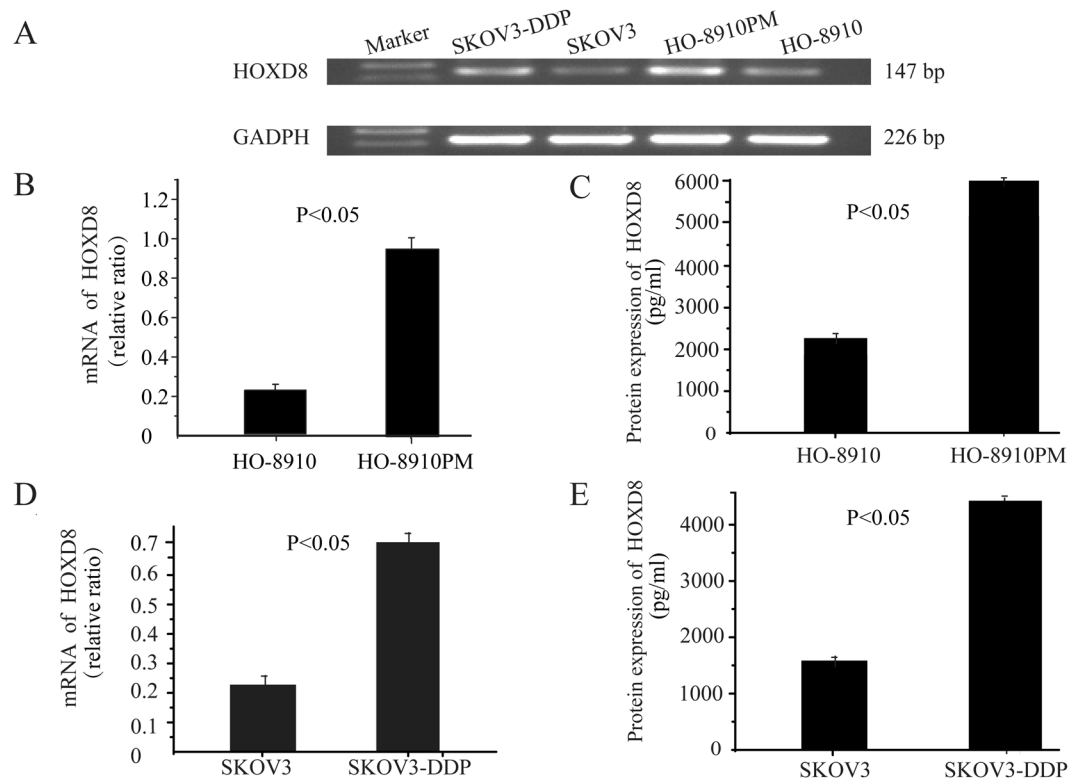 A
Marker
SKOV3-DDP
SKOV3
HO-8910PM
HO-8910
HOXD8
147 bp
GADPH
226 bp
B
mRNA of HOXD8
(relative ratio)
1.2
1.0
0.8
0.6
0.4
0.2
0
P<0.05
HO-8910
HO-8910PM
C
Protein expression of HOXD8
(pg/ml)
6000
5000
4000
3000
2000
1000
0
P<0.05
HO-8910
HO-8910PM
D
mRNA of HOXD8
(relative ratio)
0.7
0.6
0.5
0.4
0.3
0.2
0.1
0
P<0.05
SKOV3
SKOV3-DDP
E
Protein expression of HOXD8
(pg/ml)
4000
3000
2000
1000
0
P<0.05
SKOV3
SKOV3-DDP